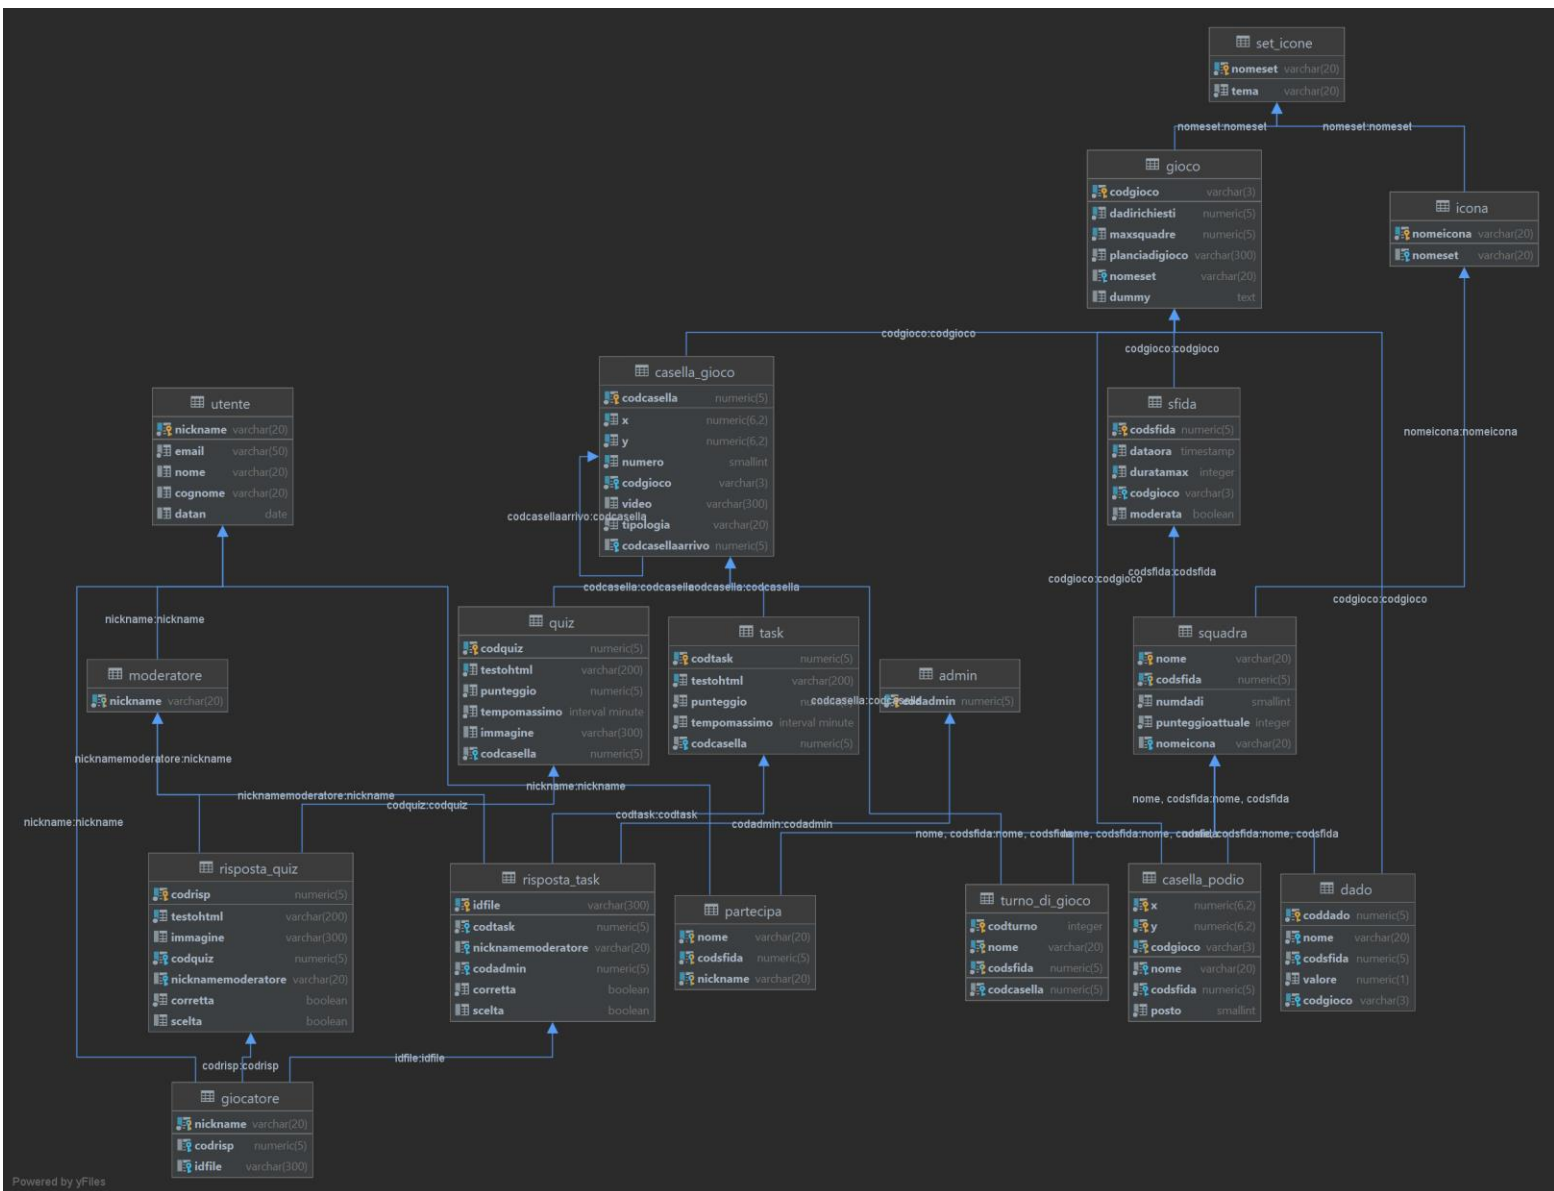 set_icone
nomeset varchar(20)
tema varchar(20)
nomeset:nomeset
nomeset:nomeset
gioco
codgioco varchar(3)
dadirichiesti numeric(5)
maxsquadre numeric(5)
planciadigioco varchar(300)
nomeset varchar(20)
dummy text
icona
nomeicona varchar(20)
nomeset varchar(20)
codgioco:codgioco
codgioco:codgioco
casella_gioco
codcasella numeric(5)
x numeric(6,2)
y numeric(6,2)
numero smallint
codgioco varchar(3)
video varchar(300)
tipologia varchar(20)
codcasellaarrivo numeric(5)
codcasellaarrivo:codcasella
utente
nickname varchar(20)
email varchar(50)
nome varchar(20)
cognome varchar(20)
datan date
sfida
codsfida numeric(5)
dataora timestamp
duratamax integer
codgioco varchar(3)
moderata boolean
nomeicona:nomeicona
codsfida:codsfida
codgioco:codgioco
codgioco:codgioco
codcasella:codcasella
codcasella:codcasella
nickname:nickname
quiz
codquiz numeric(5)
testohtml varchar(200)
punteggio numeric(5)
tempomassimo interval minute
immagine varchar(300)
codcasella numeric(5)
task
codtask numeric(5)
testohtml varchar(200)
punteggio
tempomassimo interval minute
codcasella numeric(5)
codcasella:codcasella
admin
codadmin numeric(5)
squadra
nome varchar(20)
codsfida numeric(5)
numdadi smallint
punteggioattuale integer
nomeicona varchar(20)
moderatore
nickname varchar(20)
nicknamemoderatore:nickname
nicknamemoderatore:nickname
nickname:nickname
codquiz:codquiz
codtask:codtask
codadmin:codadmin
nickname:nickname
nome, codsfida:nome, codsfida
nome, codsfida:nome, codsfida
nome, codsfida:nome, codsfida
nome, codsfida:nome, codsfida
risposta_quiz
codrisp numeric(5)
testohtml varchar(200)
immagine varchar(300)
codquiz numeric(5)
nicknamemoderatore varchar(20)
corretta boolean
scelta boolean
risposta_task
idfile varchar(300)
codtask numeric(5)
nicknamemoderatore varchar(20)
codadmin numeric(5)
corretta boolean
scelta boolean
partecipa
nome varchar(20)
codsfida numeric(5)
nickname varchar(20)
turno_di_gioco
codturno integer
nome varchar(20)
codsfida numeric(5)
codcasella numeric(5)
casella_podio
x numeric(6,2)
y numeric(6,2)
codgioco varchar(3)
nome varchar(20)
codsfida numeric(5)
posto smallint
dado
coddado numeric(5)
nome varchar(20)
codsfida numeric(5)
valore numeric(1)
codgioco varchar(3)
codrisp:codrisp
idfile:idfile
giocatore
nickname varchar(20)
codrisp numeric(5)
idfile varchar(300)
Powered by yFiles